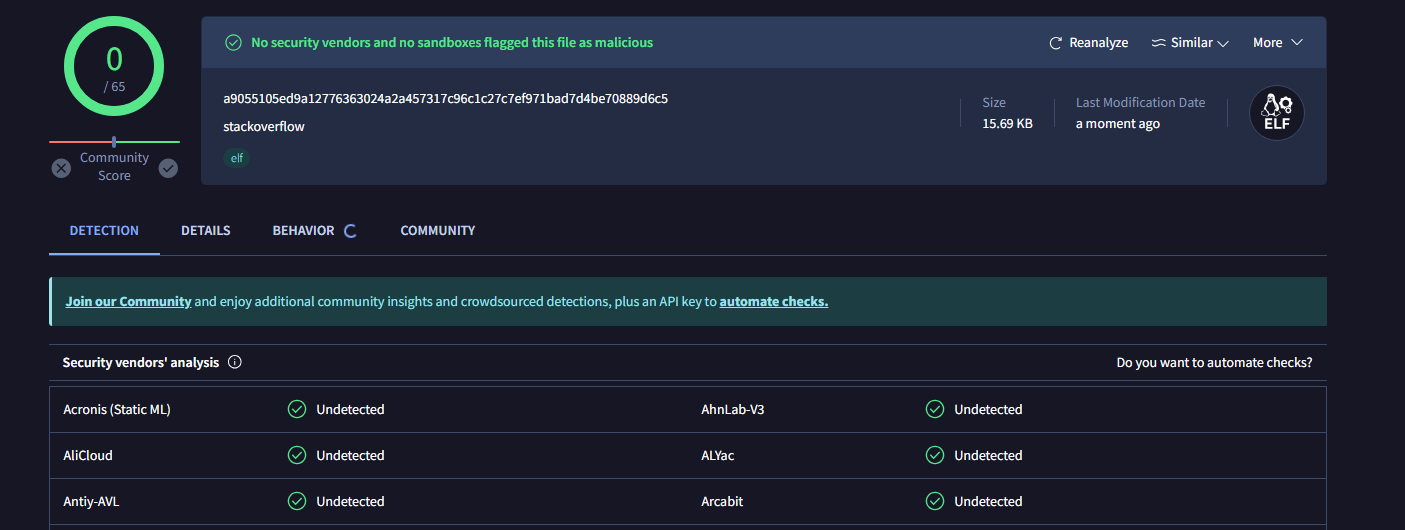 0
/ 65
Community
Score
No security vendors and no sandboxes flagged this file as malicious
Reanalyze
Similar
More
a9055105ed9a12776363024a2a457317c96c1c27c7ef971bad7d4be70889d6c5
stackoverflow
elf
Size
15.69 KB
Last Modification Date
a moment ago
ELF
DETECTION DETAILS BEHAVIOR COMMUNITY
Join our Community and enjoy additional community insights and crowdsourced detections, plus an API key to automate checks.
Security vendors' analysis Do you want to automate checks?
Acronis (Static ML) Undetected AhnLab-V3 Undetected
AliCloud Undetected ALYac Undetected
Antiy-AVL Undetected Arcabit Undetected